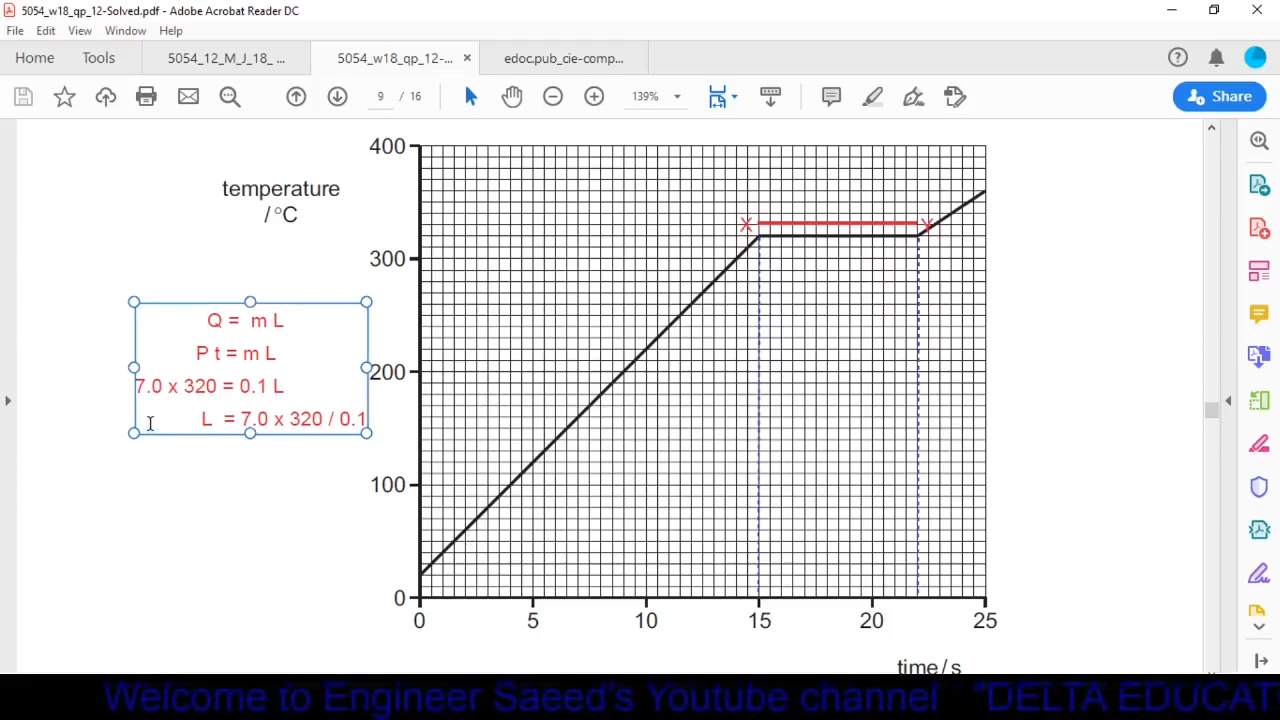 5054_w18_qp_12-Solved.pdf - Adobe Acrobat Reader DC
File Edit View Window Help
Home Tools 5054_12_M_J_18_ ... 5054_w18_qp_12-... × edoc.pub_cie-comp...
9 / 16 139% Share
temperature
/ °C
400
300
200
100
0
Q = m L
P t = m L
7.0 x 320 = 0.1 L
L = 7.0 x 320 / 0.1
X X
0 5 10 15 20 25
time / s
Welcome to Engineer Saeed's Youtube channel "DELTA EDUCAT